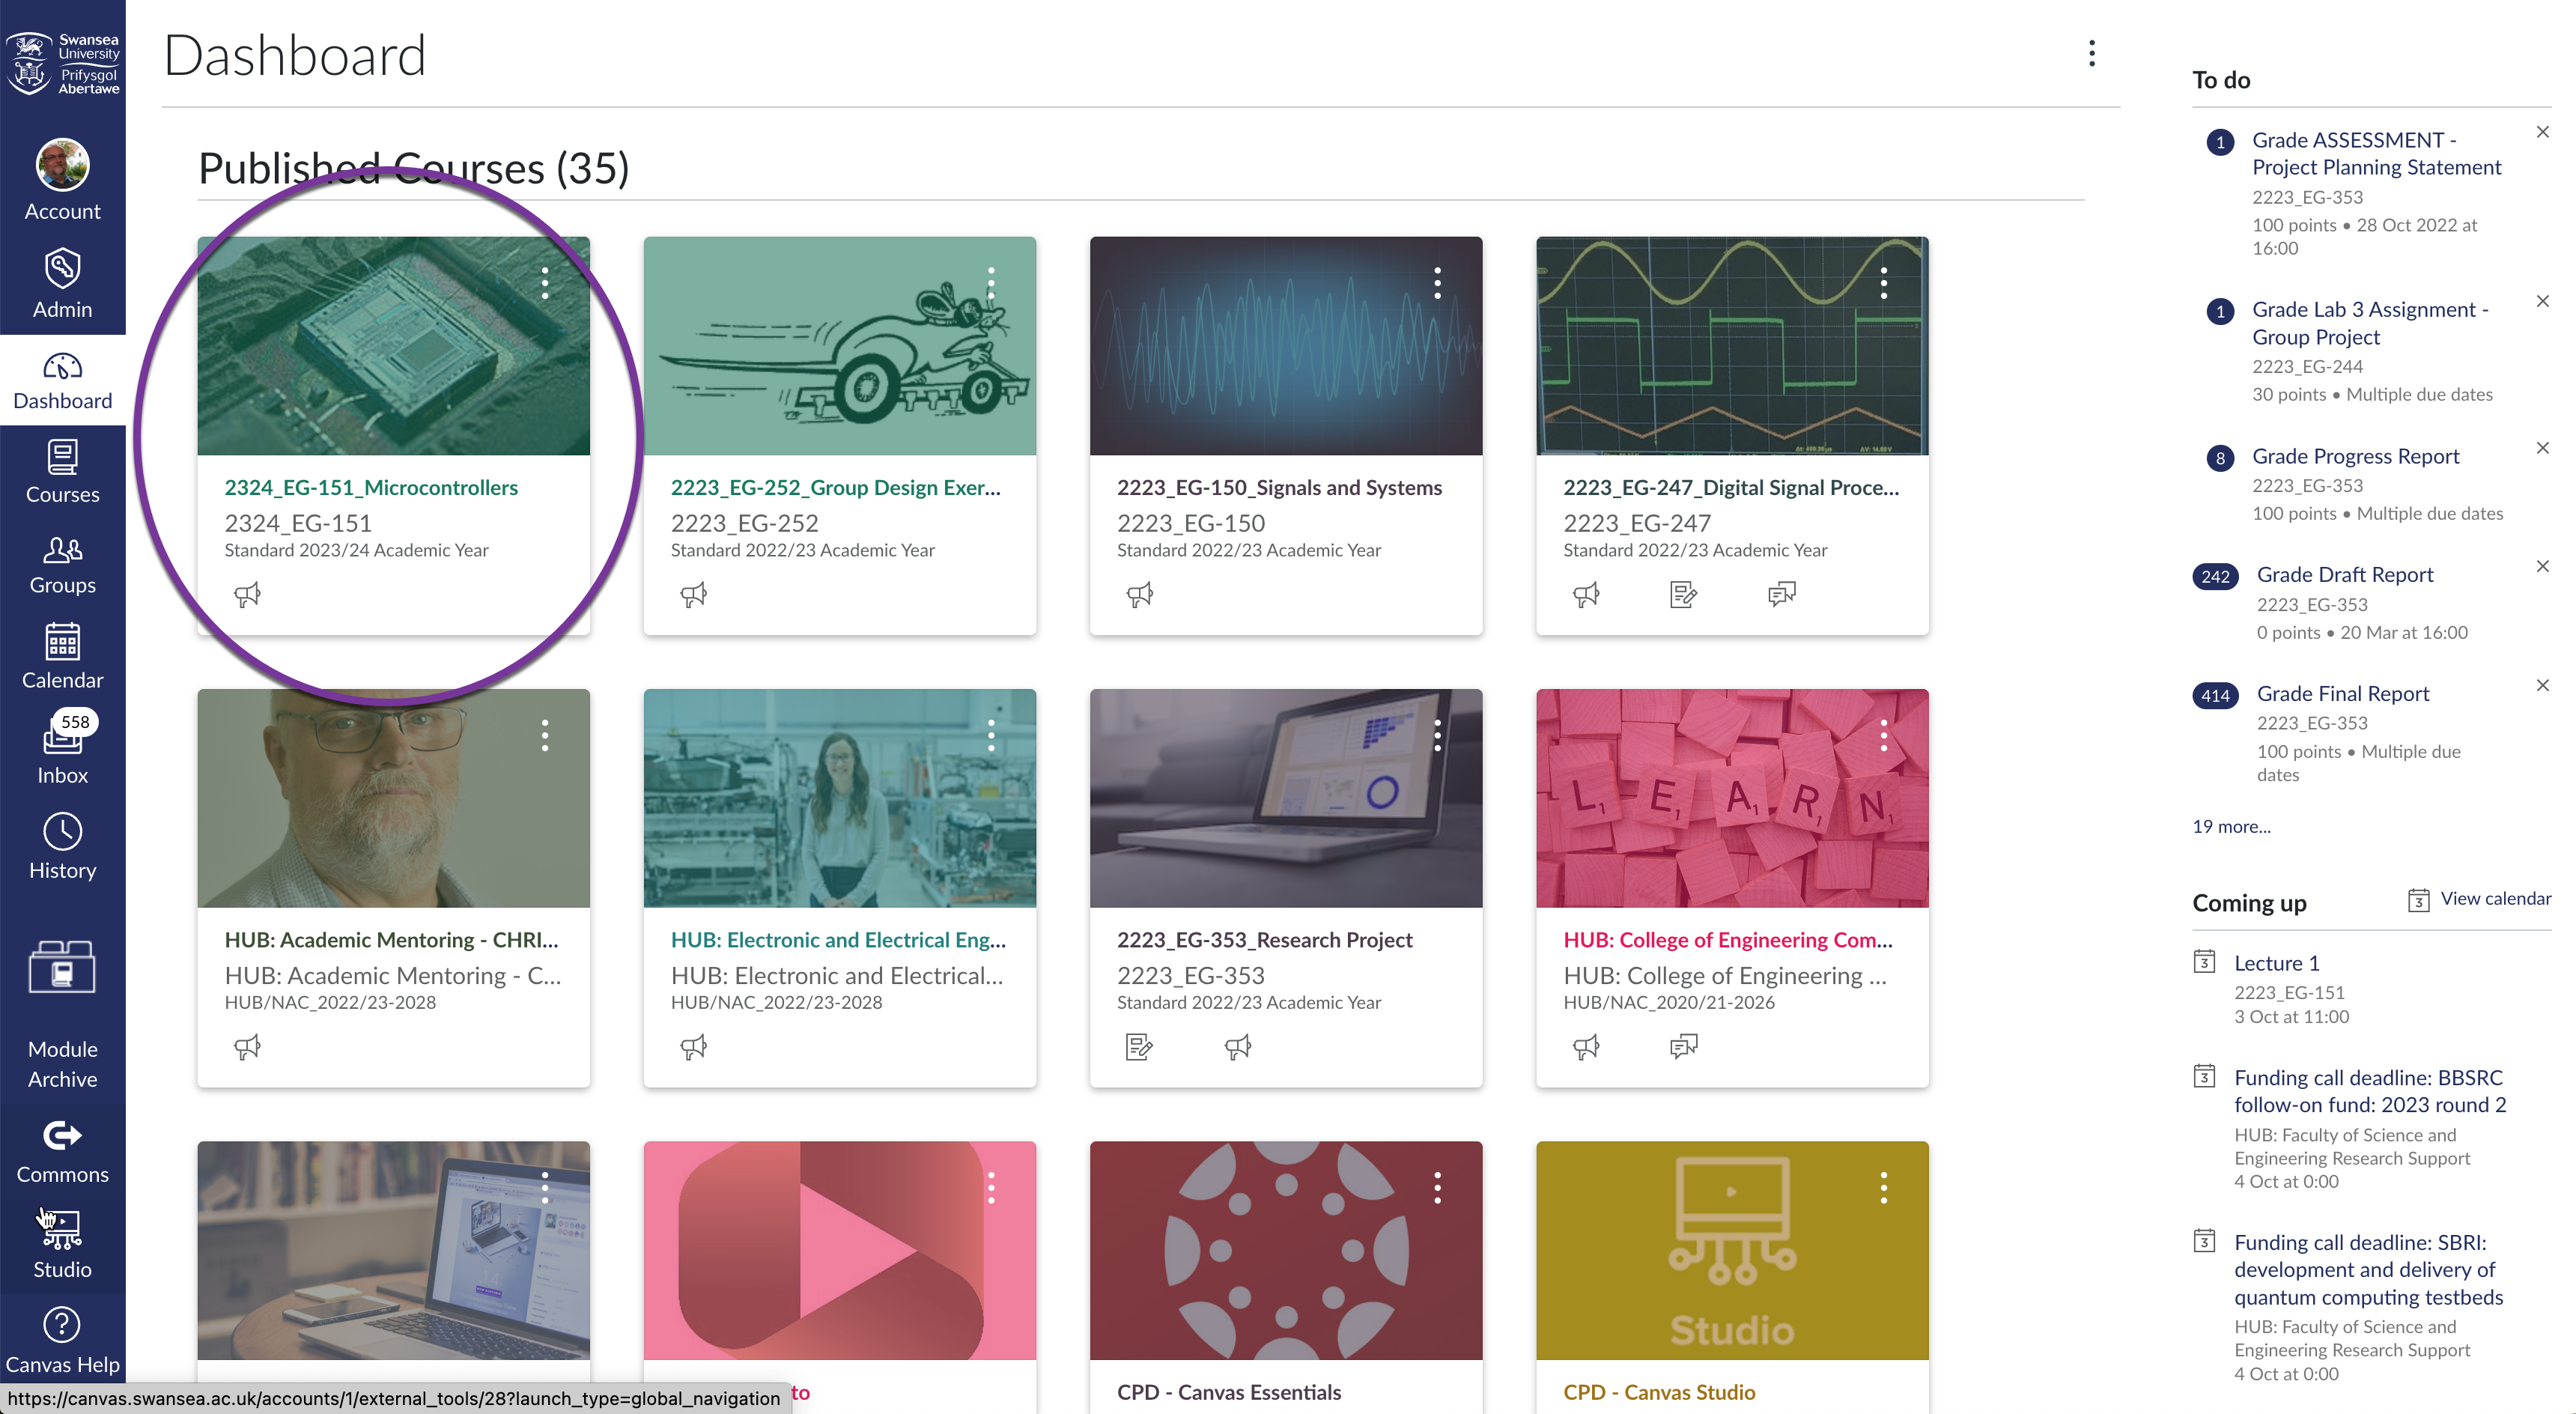 Swansea
University
Prifysgol
Abertawe
Account
Admin
Dashboard
Courses
Groups
Calendar
558
Inbox
History
Module
Archive
Commons
Studio
Canvas Help
Dashboard
Published Courses (35)
2324_EG-151_Microcontrollers
2324_EG-151
Standard 2023/24 Academic Year
2223_EG-252_Group Design Exer...
2223_EG-252
Standard 2022/23 Academic Year
2223_EG-150_Signals and Systems
2223_EG-150
Standard 2022/23 Academic Year
2223_EG-247_Digital Signal Proce...
2223_EG-247
Standard 2022/23 Academic Year
HUB: Academic Mentoring - CHRI...
HUB: Academic Mentoring - C...
HUB/NAC_2022/23-2028
HUB: Electronic and Electrical Eng...
HUB: Electronic and Electrical...
HUB/NAC_2022/23-2028
2223_EG-353_Research Project
2223_EG-353
Standard 2022/23 Academic Year
LEARN
HUB: College of Engineering Com...
HUB: College of Engineering ...
HUB/NAC_2020/21-2026
to
CPD - Canvas Essentials
Studio
CPD - Canvas Studio
https://canvas.swansea.ac.uk/accounts/1/external_tools/28?launch_type=global_navigation
To do
1
Grade ASSESSMENT -
Project Planning Statement
2223_EG-353
100 points • 28 Oct 2022 at
16:00
1
Grade Lab 3 Assignment -
Group Project
2223_EG-244
30 points • Multiple due dates
8
Grade Progress Report
2223_EG-353
100 points • Multiple due dates
242
Grade Draft Report
2223_EG-353
0 points • 20 Mar at 16:00
414
Grade Final Report
2223_EG-353
100 points • Multiple due
dates
19 more...
Coming up
3 View calendar
3 Lecture 1
2223_EG-151
3 Oct at 11:00
3 Funding call deadline: BBSRC
follow-on fund: 2023 round 2
HUB: Faculty of Science and
Engineering Research Support
4 Oct at 0:00
3 Funding call deadline: SBRI:
development and delivery of
quantum computing testbeds
HUB: Faculty of Science and
Engineering Research Support
4 Oct at 0:00